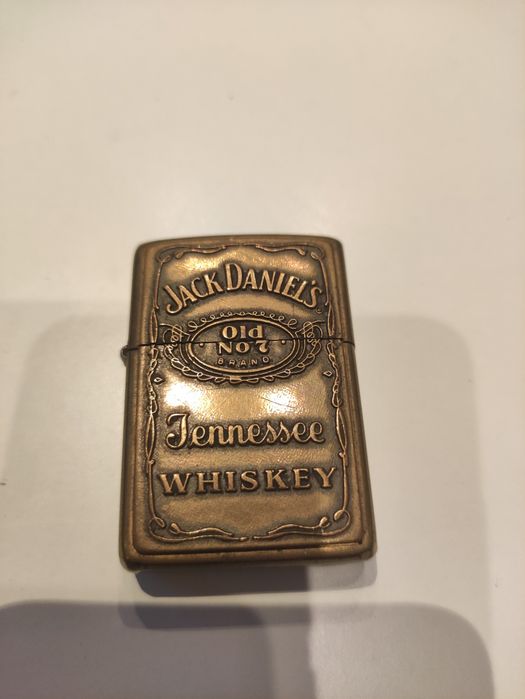 JACK DANIEL'S
Old
No.7
BRAND
Tennessee
WHISKEY